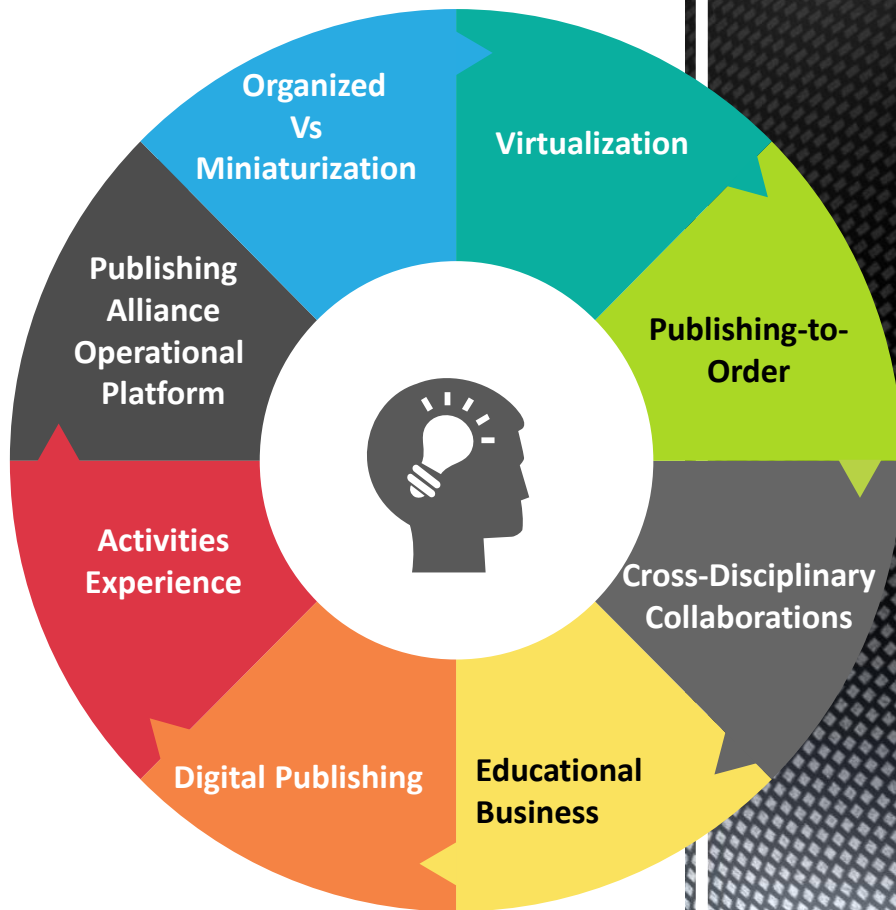 Organized
Vs
Miniaturization
Virtualization
Publishing-to-
Order
Cross-Disciplinary
Collaborations
Educational
Business
Digital Publishing
Activities
Experience
Publishing
Alliance
Operational
Platform